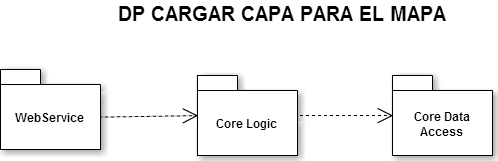 DP CARGAR CAPA PARA EL MAPA
WebService
Core Logic
Core Data
Access